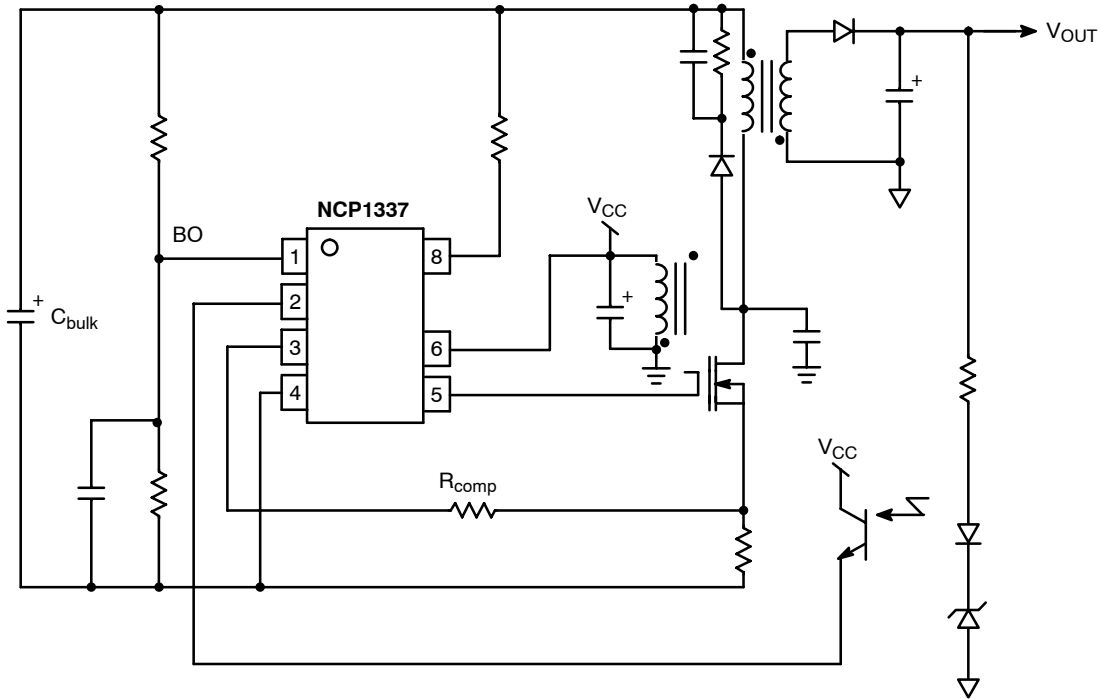 V_OUT
NCP1337
V_CC
BO
1
8
2
+ C_bulk
+
+
3
6
4
5
R_comp
V_CC